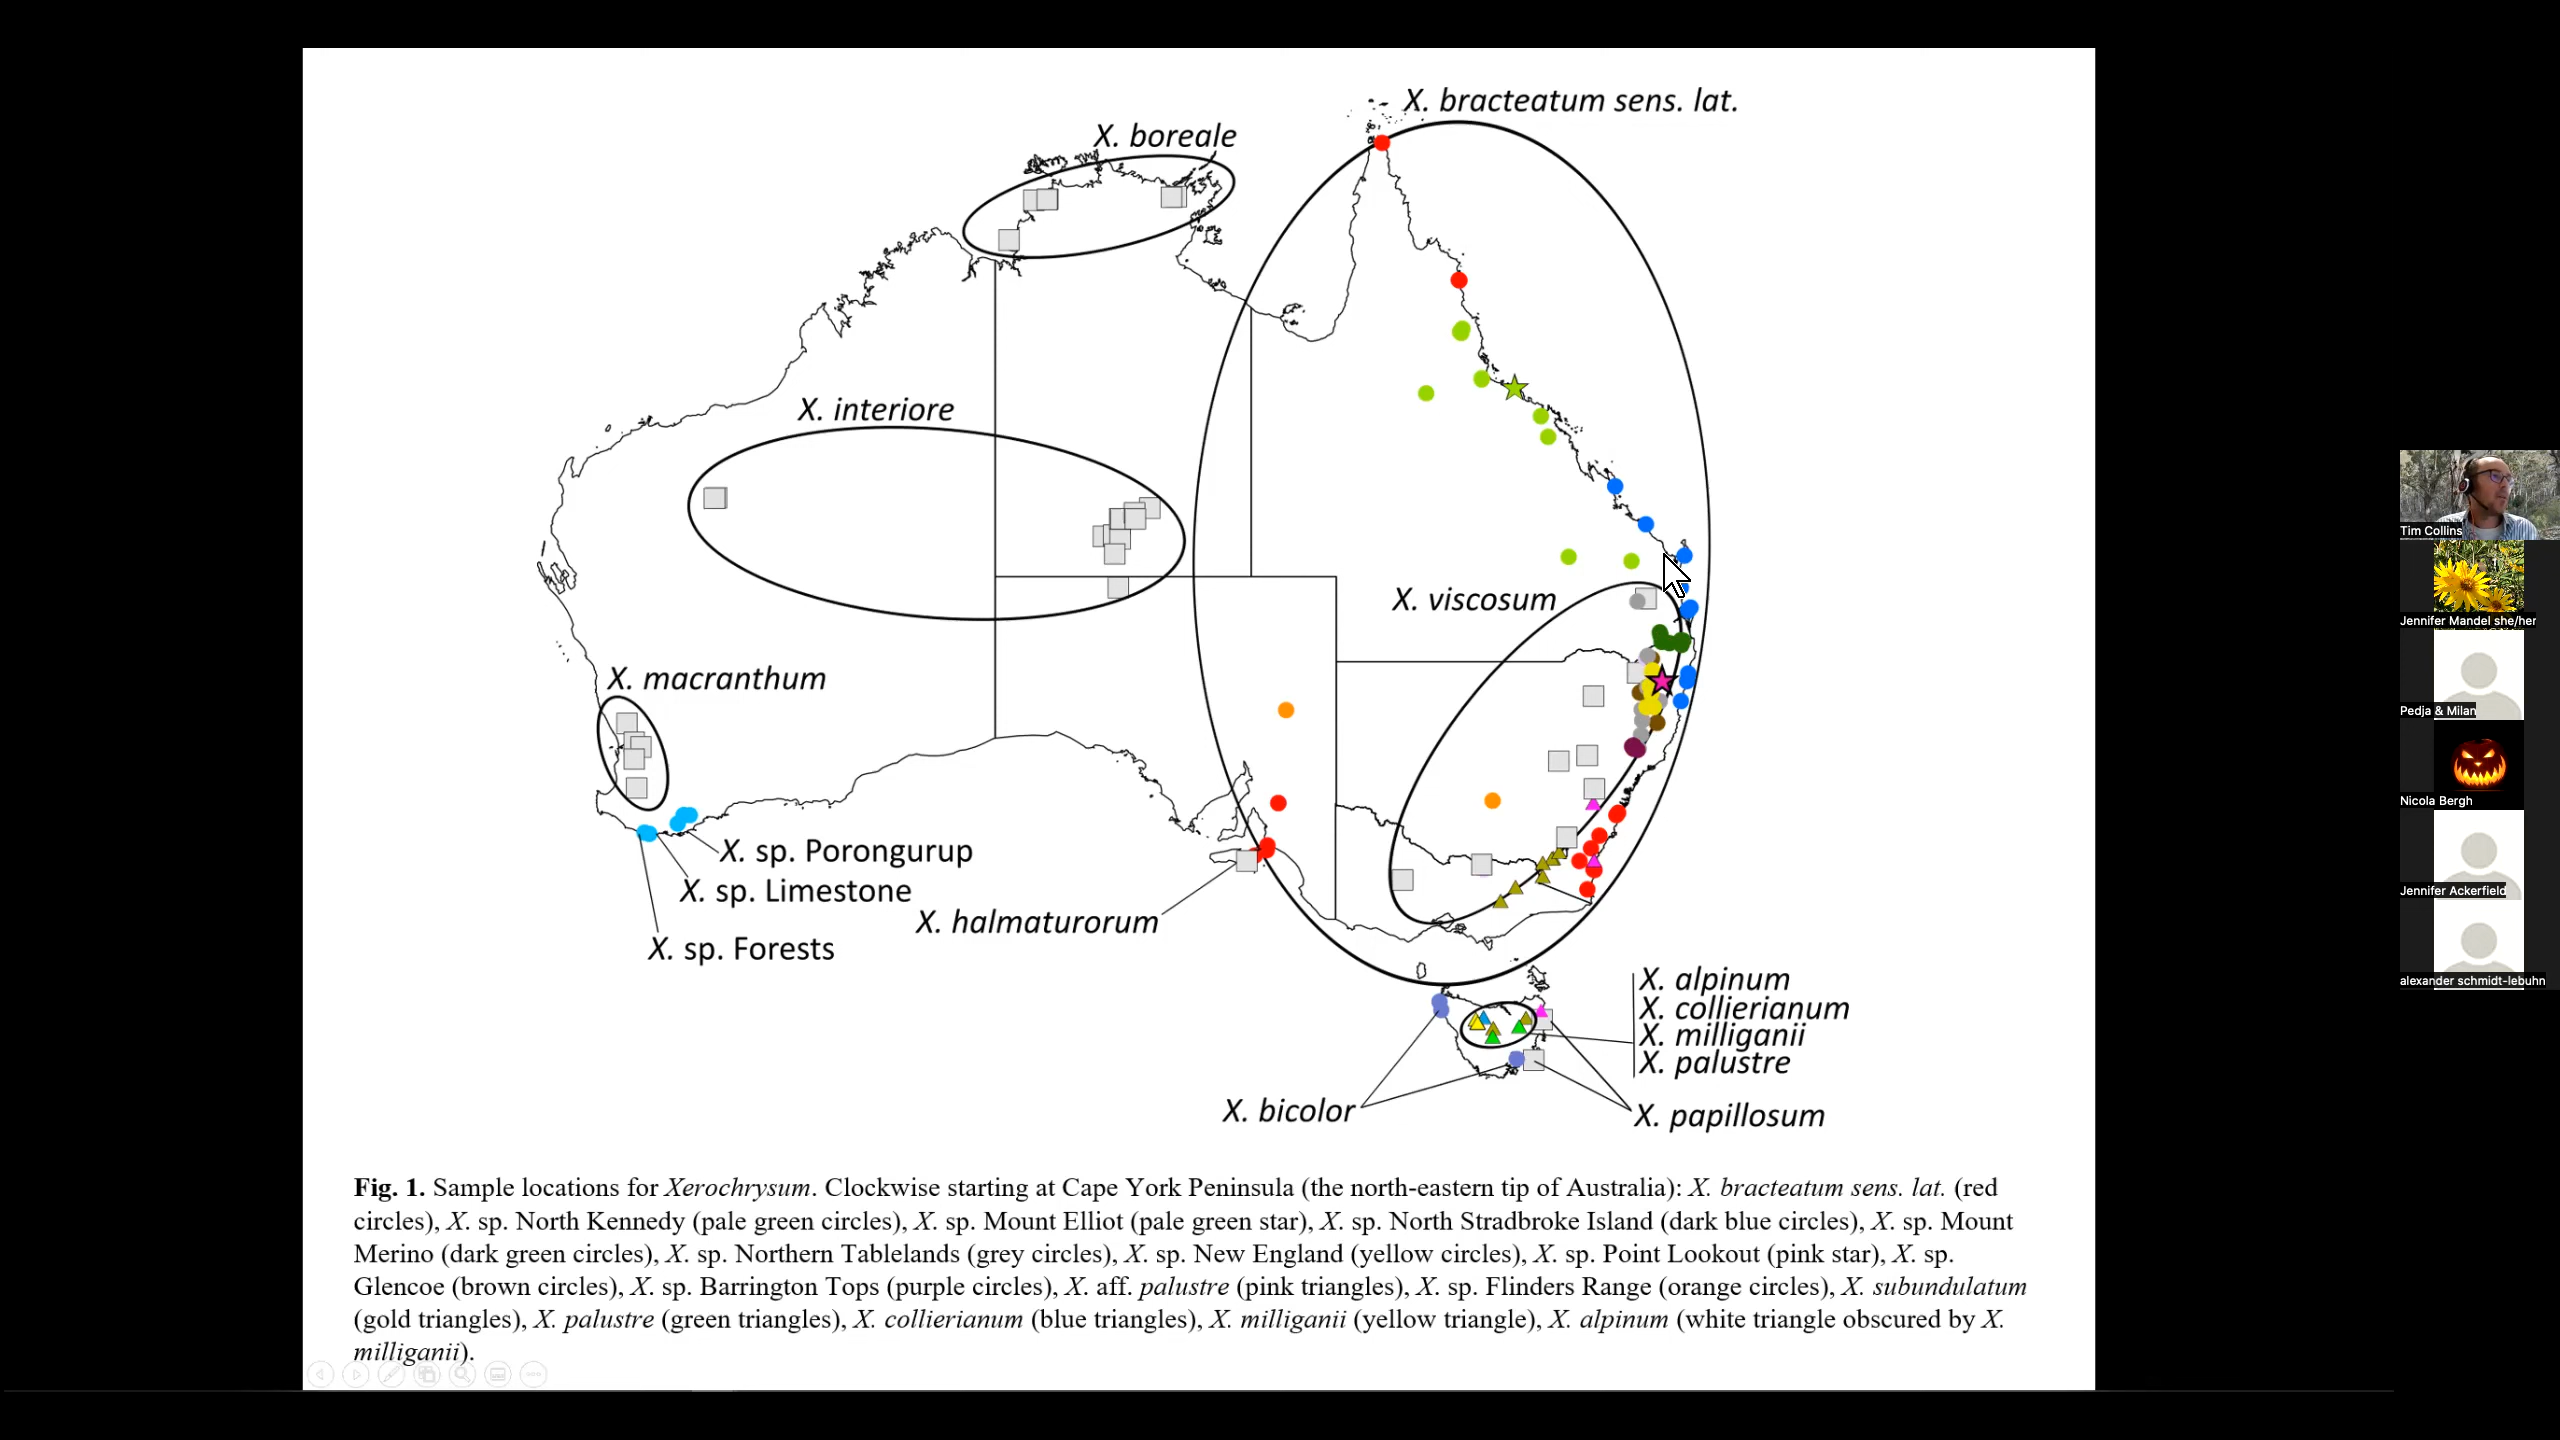 X. bracteatum sens. lat.
X. boreale
X. interiore
X. viscosum
X. macranthum
X. sp. Porongurup
X. sp. Limestone
X. halmaturorum
X. sp. Forests
X. alpinum
X. collierianum
X. milliganii
X. palustre
X. bicolor
X. papillosum
Fig. 1. Sample locations for Xerochrysum. Clockwise starting at Cape York Peninsula (the north-eastern tip of Australia): X. bracteatum sens. lat. (red
circles), X. sp. North Kennedy (pale green circles), X. sp. Mount Elliot (pale green star), X. sp. North Stradbroke Island (dark blue circles), X. sp. Mount
Merino (dark green circles), X. sp. Northern Tablelands (grey circles), X. sp. New England (yellow circles), X. sp. Point Lookout (pink star), X. sp.
Glencoe (brown circles), X. sp. Barrington Tops (purple circles), X. aff. palustre (pink triangles), X. sp. Flinders Range (orange circles), X. subundulatum
(gold triangles), X. palustre (green triangles), X. collierianum (blue triangles), X. milliganii (yellow triangle), X. alpinum (white triangle obscured by X.
milliganii).
Tim Collins
Jennifer Mandel she/her
Pedja & Milan
Nicola Bergh
Jennifer Ackerfield
alexander schmidt-lebuhn